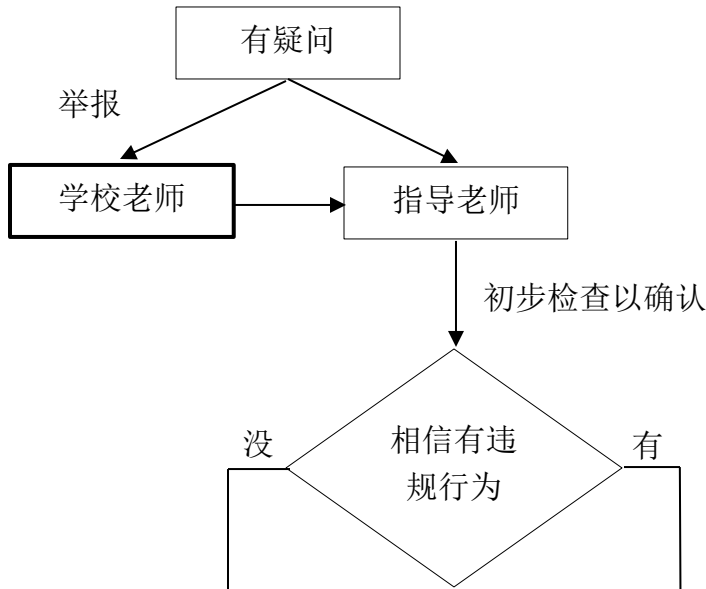 有疑问
举报
学校老师
指导老师
初步检查以确认
没
相信有违
规行为
有